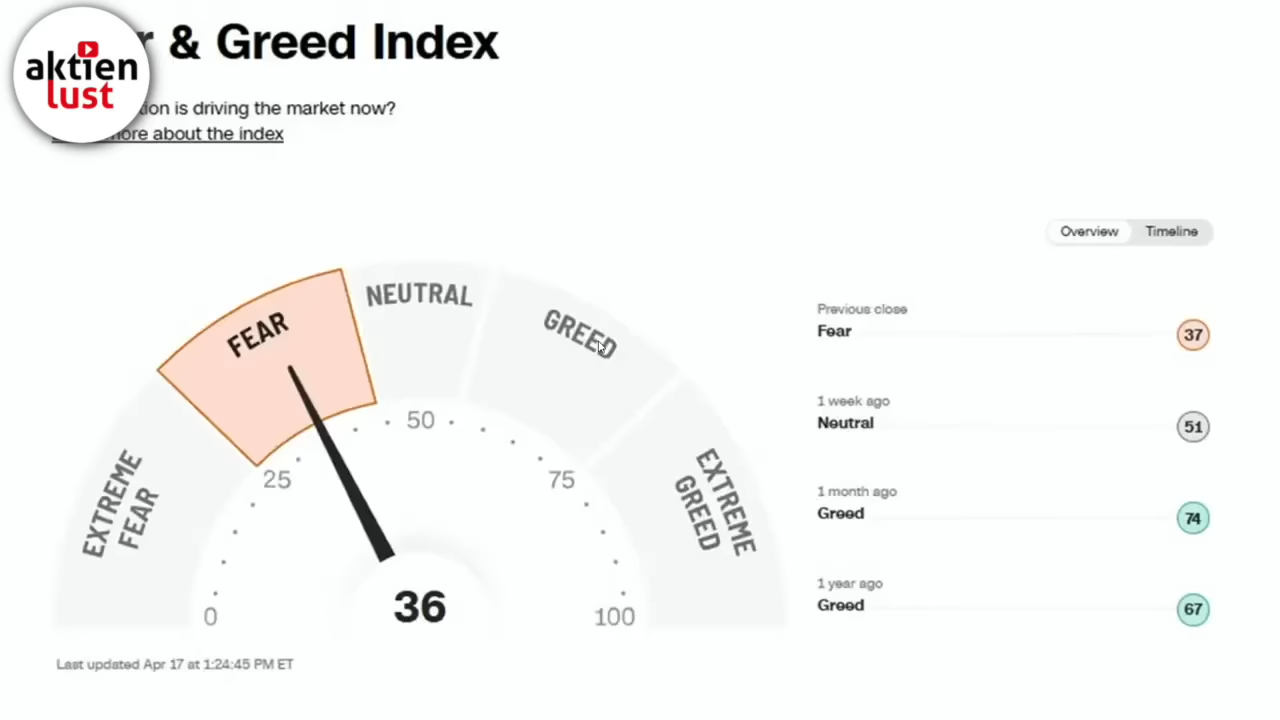 aktien
lust
& Greed Index
is driving the market now?
more about the index
Overview Timeline
FEAR
NEUTRAL
GREED
EXTREME
FEAR
EXTREME
GREED
0
25
50
75
100
36
Last updated Apr 17 at 1:24:45 PM ET
Previous close
Fear 37
1 week ago
Neutral 51
1 month ago
Greed 74
1 year ago
Greed 67